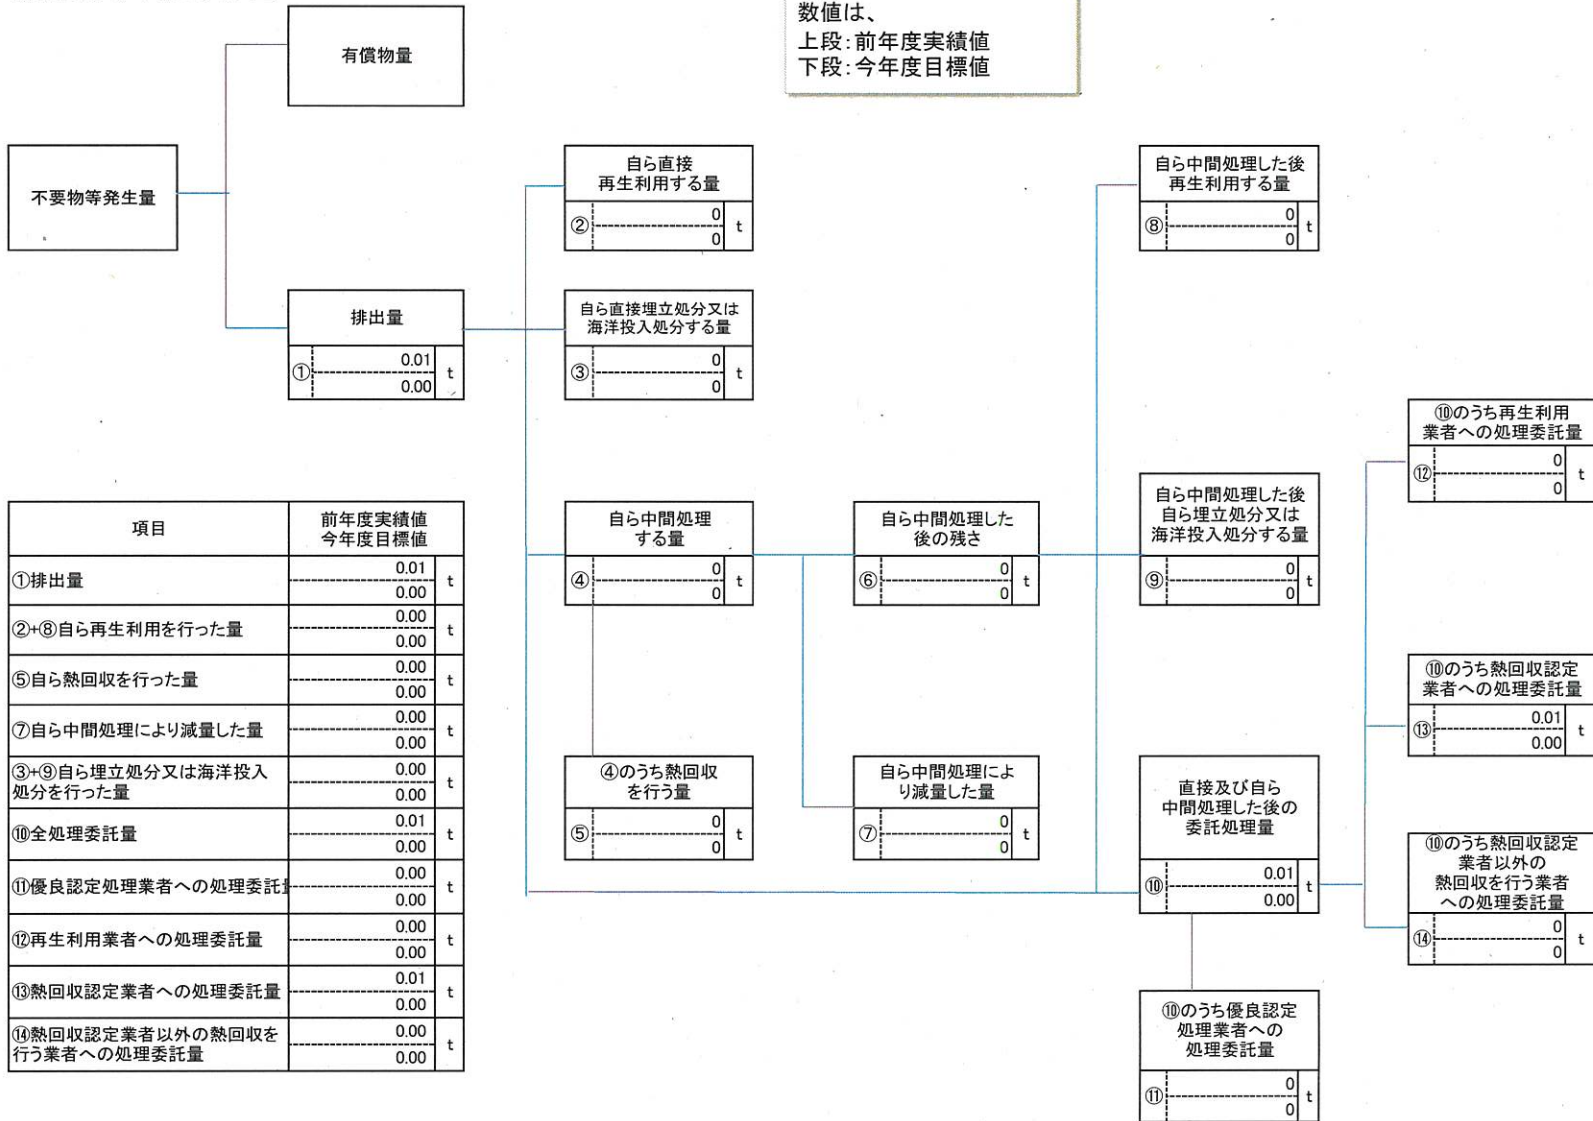 数値は、
上段:前年度実績値
下段:今年度目標値
有償物量
不要物等発生量
排出量
①
0.01
0.00
t
自ら直接
再生利用する量
②
0
0
t
自ら直接埋立処分又は
海洋投入処分する量
③
0
0
t
自ら中間処理
する量
④
0
0
t
④のうち熱回収
を行う量
⑤
0
0
t
自ら中間処理した
後の残さ
⑥
0
0
t
自ら中間処理によ
り減量した量
⑦
0
0
t
自ら中間処理した後
再生利用する量
⑧
0
0
t
自ら中間処理した後
自ら埋立処分又は
海洋投入処分する量
⑨
0
0
t
直接及び自ら
中間処理した後の
委託処理量
⑩
0.01
0.00
t
⑩のうち優良認定
処理業者への
処理委託量
⑪
0
0
t
⑩のうち再生利用
業者への処理委託量
⑫
0
0
t
⑩のうち熱回収認定
業者への処理委託量
⑬
0.01
0.00
t
⑩のうち熱回収認定
業者以外の
熱回収を行う業者
への処理委託量
⑭
0
0
t
項目
前年度実績値
今年度目標値
①排出量
0.01
0.00
t
②+⑧自ら再生利用を行った量
0.00
0.00
t
⑤自ら熱回収を行った量
0.00
0.00
t
⑦自ら中間処理により減量した量
0.00
0.00
t
③+⑨自ら埋立処分又は海洋投入
処分を行った量
0.00
0.00
t
⑩全処理委託量
0.01
0.00
t
⑪優良認定処理業者への処理委託
0.00
0.00
t
⑫再生利用業者への処理委託量
0.00
0.00
t
⑬熱回収認定業者への処理委託量
0.01
0.00
t
⑭熱回収認定業者以外の熱回収を
行う業者への処理委託量
0.00
0.00
t